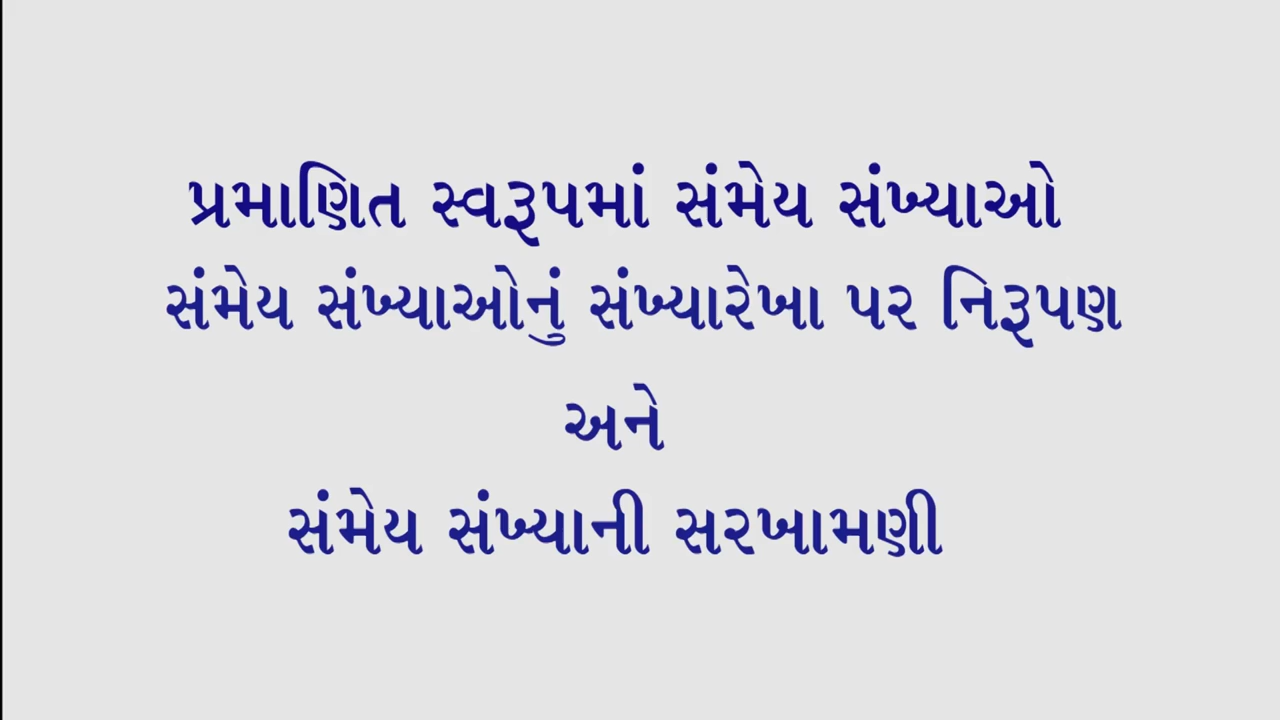 પ્રમાણિત સ્વરૂપમાં સંમેય સંખ્યાઓ
સંમેય સંખ્યાઓનું સંખ્યારેખા પર નિરૂપણ
અને
સંમેય સંખ્યાની સરખામણી